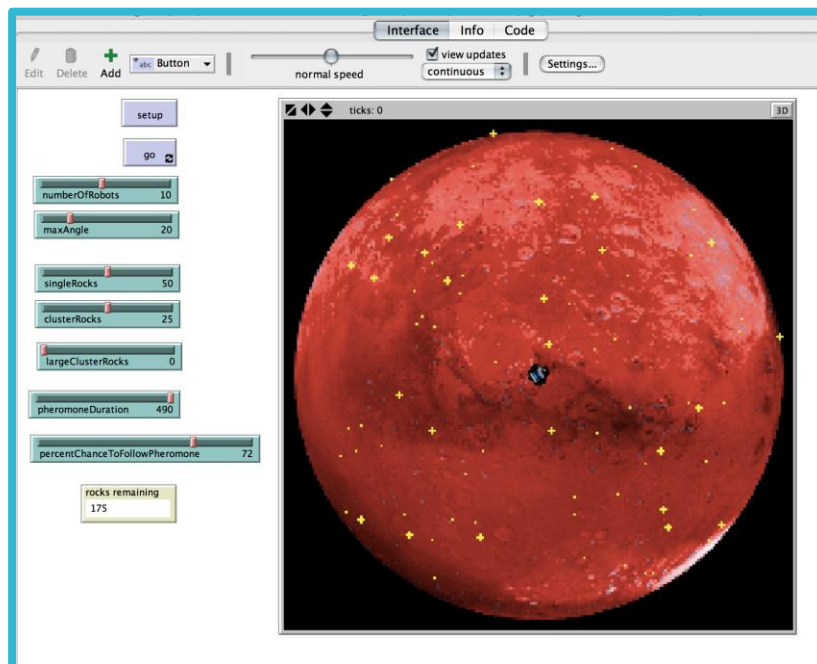 Interface Info Code
Edit Delete Add abc Button normal speed view updates continuous Settings...
setup
ticks: 0 3D
go
numberOfRobots 10
maxAngle 20
singleRocks 50
clusterRocks 25
largeClusterRocks 0
pheromoneDuration 490
percentChanceToFollowPheromone 72
rocks remaining
175